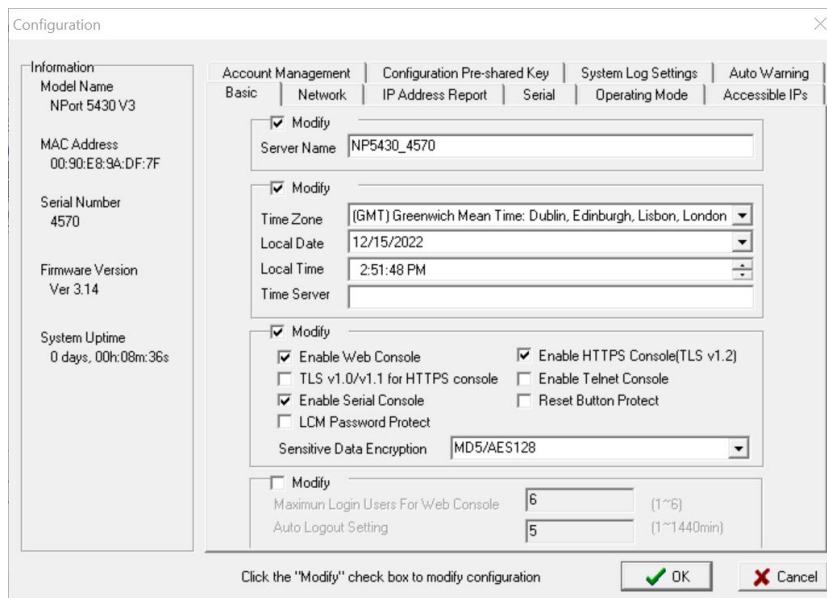 Configuration
Information
Model Name
NPort 5430 V3
MAC Address
00:90:E8:9A:DF:7F
Serial Number
4570
Firmware Version
Ver 3.14
System Uptime
0 days, 00h:08m:36s
Account Management Configuration Pre-shared Key System Log Settings Auto Warning
Basic Network IP Address Report Serial Operating Mode Accessible IPs
Modify
Server Name NP5430_4570
Modify
Time Zone (GMT) Greenwich Mean Time: Dublin, Edinburgh, Lisbon, London
Local Date 12/15/2022
Local Time 2:51:48 PM
Time Server
Modify
Enable Web Console Enable HTTPS Console(TLS v1.2)
TLS v1.0/v1.1 for HTTPS console Enable Telnet Console
Enable Serial Console Reset Button Protect
LCM Password Protect
Sensitive Data Encryption MD5/AES128
Modify
Maximun Login Users For Web Console 6 (1~6)
Auto Logout Setting 5 (1~1440min)
Click the "Modify" check box to modify configuration OK Cancel